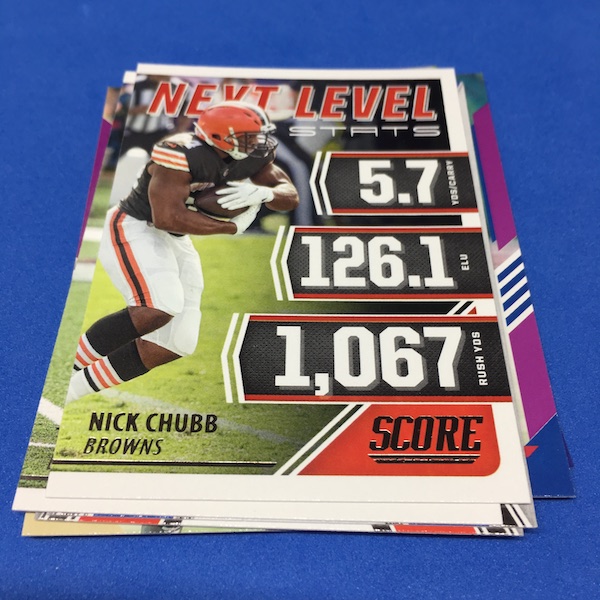 NEXT LEVEL
STATS
5.7 YDS/CARRY
126.1 ELU
1,067 RUSH YDS
NICK CHUBB
BROWNS
SCORE